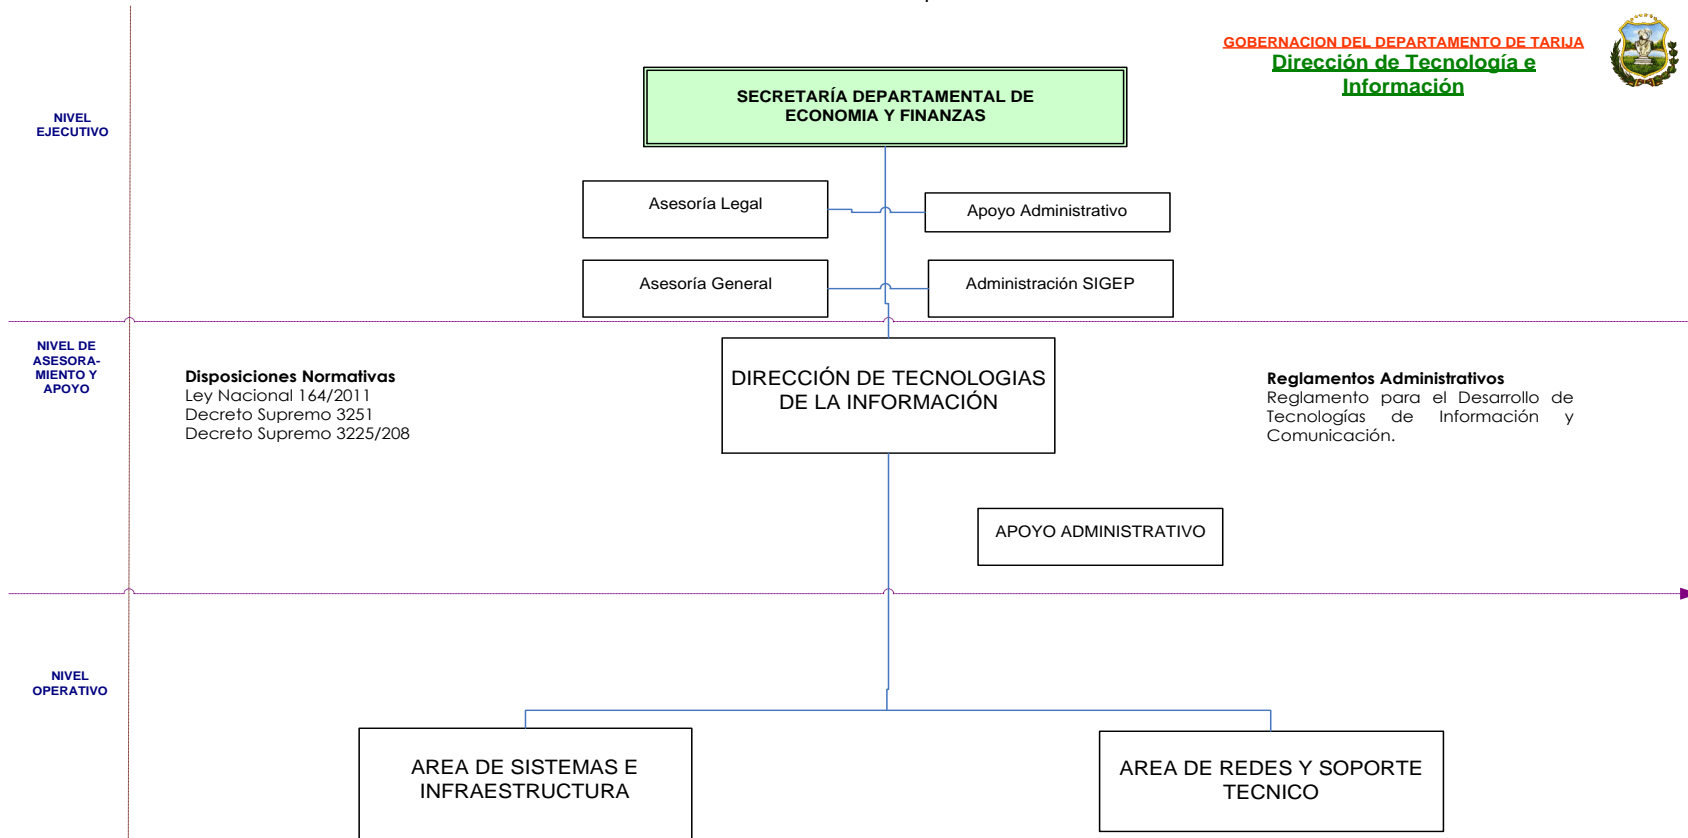 GOBERNACION DEL DEPARTAMENTO DE TARIJA
Dirección de Tecnología e
Información
SECRETARÍA DEPARTAMENTAL DE
ECONOMIA Y FINANZAS
NIVEL
EJECUTIVO
Asesoría Legal
Apoyo Administrativo
Asesoría General
Administración SIGEP
NIVEL DE
ASESORA-
MIENTO Y
APOYO
Disposiciones Normativas
Ley Nacional 164/2011
Decreto Supremo 3251
Decreto Supremo 3225/208
DIRECCIÓN DE TECNOLOGIAS
DE LA INFORMACIÓN
Reglamentos Administrativos
Reglamento para el Desarrollo de
Tecnologías de Información y
Comunicación.
APOYO ADMINISTRATIVO
NIVEL
OPERATIVO
AREA DE SISTEMAS E
INFRAESTRUCTURA
AREA DE REDES Y SOPORTE
TECNICO